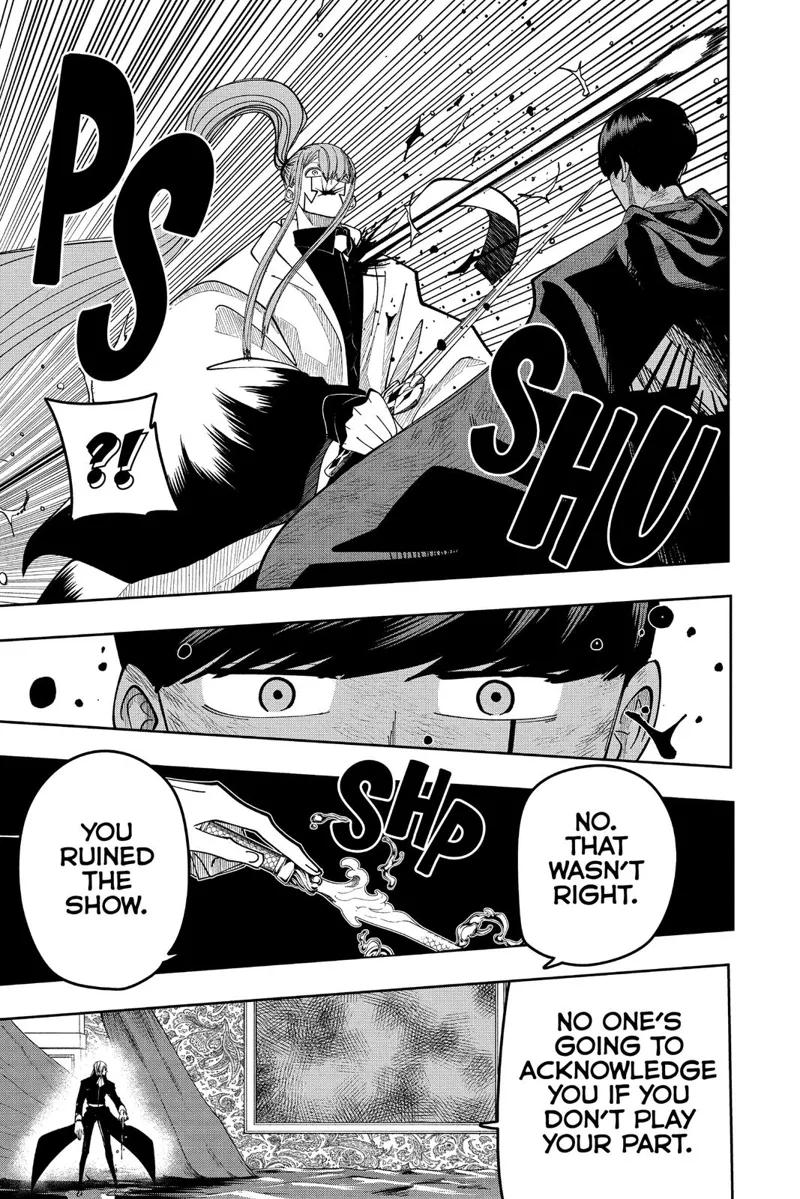 PS
SHU
?!
SHP
NO.
THAT
WASN'T
RIGHT.
YOU
RUINED
THE
SHOW.
NO ONE'S
GOING TO
ACKNOWLEDGE
YOU IF YOU
DON'T PLAY
YOUR PART.